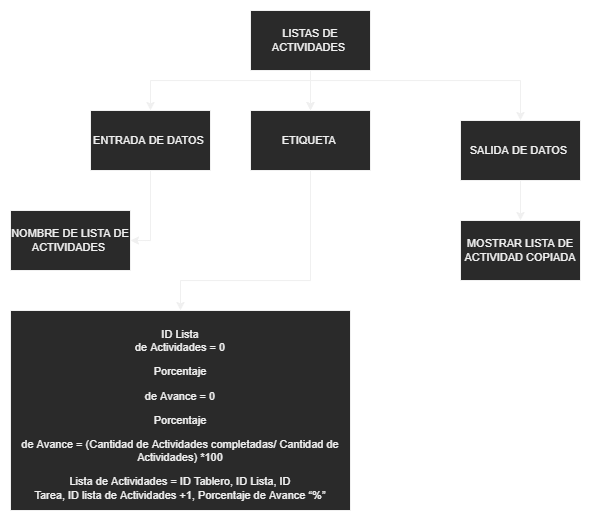 LISTAS DE
ACTIVIDADES
ENTRADA DE DATOS
ETIQUETA
SALIDA DE DATOS
NOMBRE DE LISTA DE
ACTIVIDADES
MOSTRAR LISTA DE
ACTIVIDAD COPIADA
ID Lista
de Actividades = 0
Porcentaje
de Avance = 0
Porcentaje
de Avance = (Cantidad de Actividades completadas/ Cantidad de
Actividades) *100
Lista de Actividades = ID Tablero, ID Lista, ID
Tarea, ID lista de Actividades +1, Porcentaje de Avance “%”